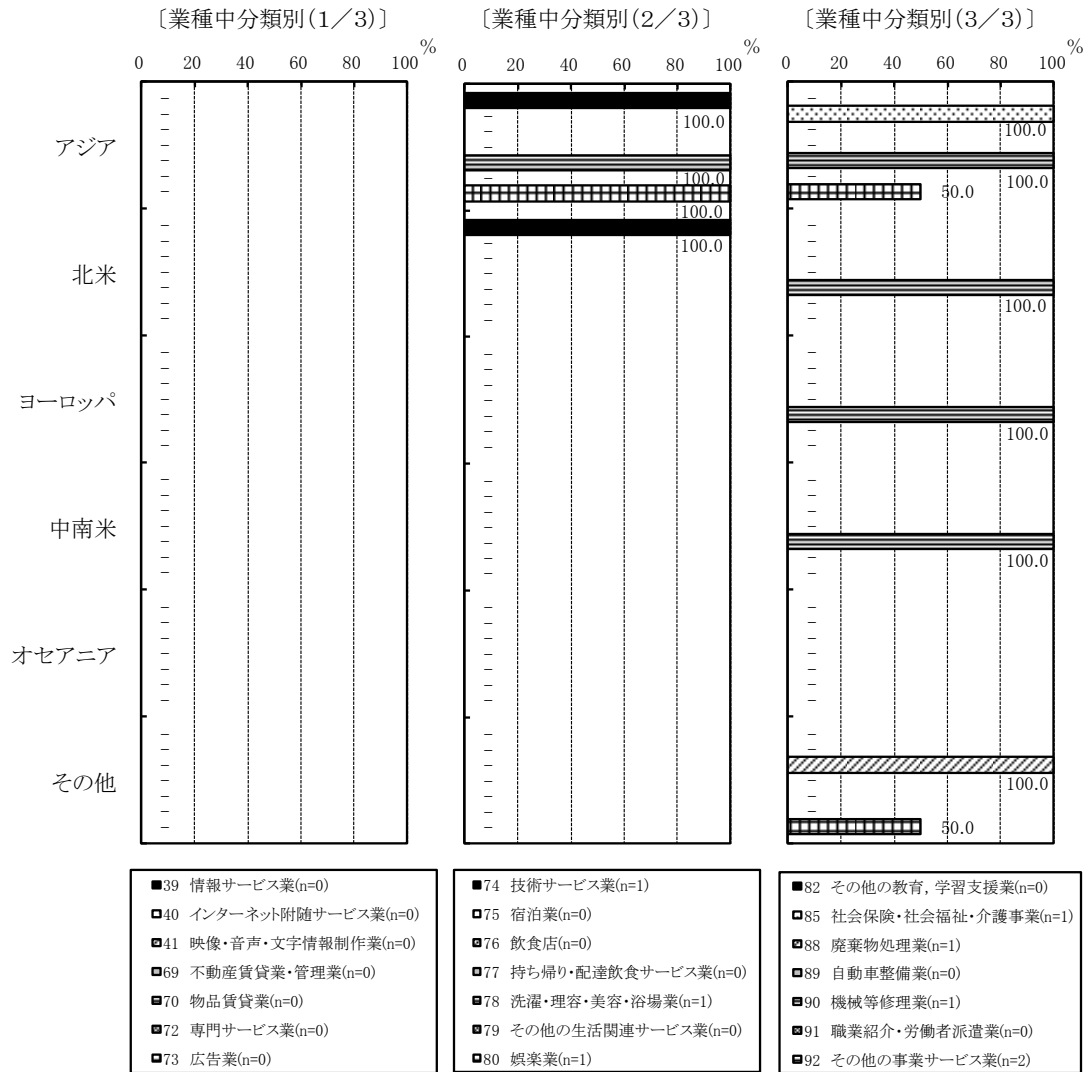 〔業種中分類別(1／3)〕 〔業種中分類別(2／3)〕 〔業種中分類別(3／3)〕
% % %
0 20 40 60 80 100 0 20 40 60 80 100 0 20 40 60 80 100
アジア
100.0 100.0
100.0 100.0
50.0
100.0
北米
100.0
100.0
ヨーロッパ
100.0
中南米
100.0
オセアニア
その他
100.0
50.0
39 情報サービス業(n=0)
40 インターネット附随サービス業(n=0)
41 映像・音声・文字情報制作業(n=0)
69 不動産賃貸業・管理業(n=0)
70 物品賃貸業(n=0)
72 専門サービス業(n=0)
73 広告業(n=0)
74 技術サービス業(n=1)
75 宿泊業(n=0)
76 飲食店(n=0)
77 持ち帰り・配達飲食サービス業(n=0)
78 洗濯・理容・美容・浴場業(n=1)
79 その他の生活関連サービス業(n=0)
80 娯楽業(n=1)
82 その他の教育，学習支援業(n=0)
85 社会保険・社会福祉・介護事業(n=1)
88 廃棄物処理業(n=1)
89 自動車整備業(n=0)
90 機械等修理業(n=1)
91 職業紹介・労働者派遣業(n=0)
92 その他の事業サービス業(n=2)